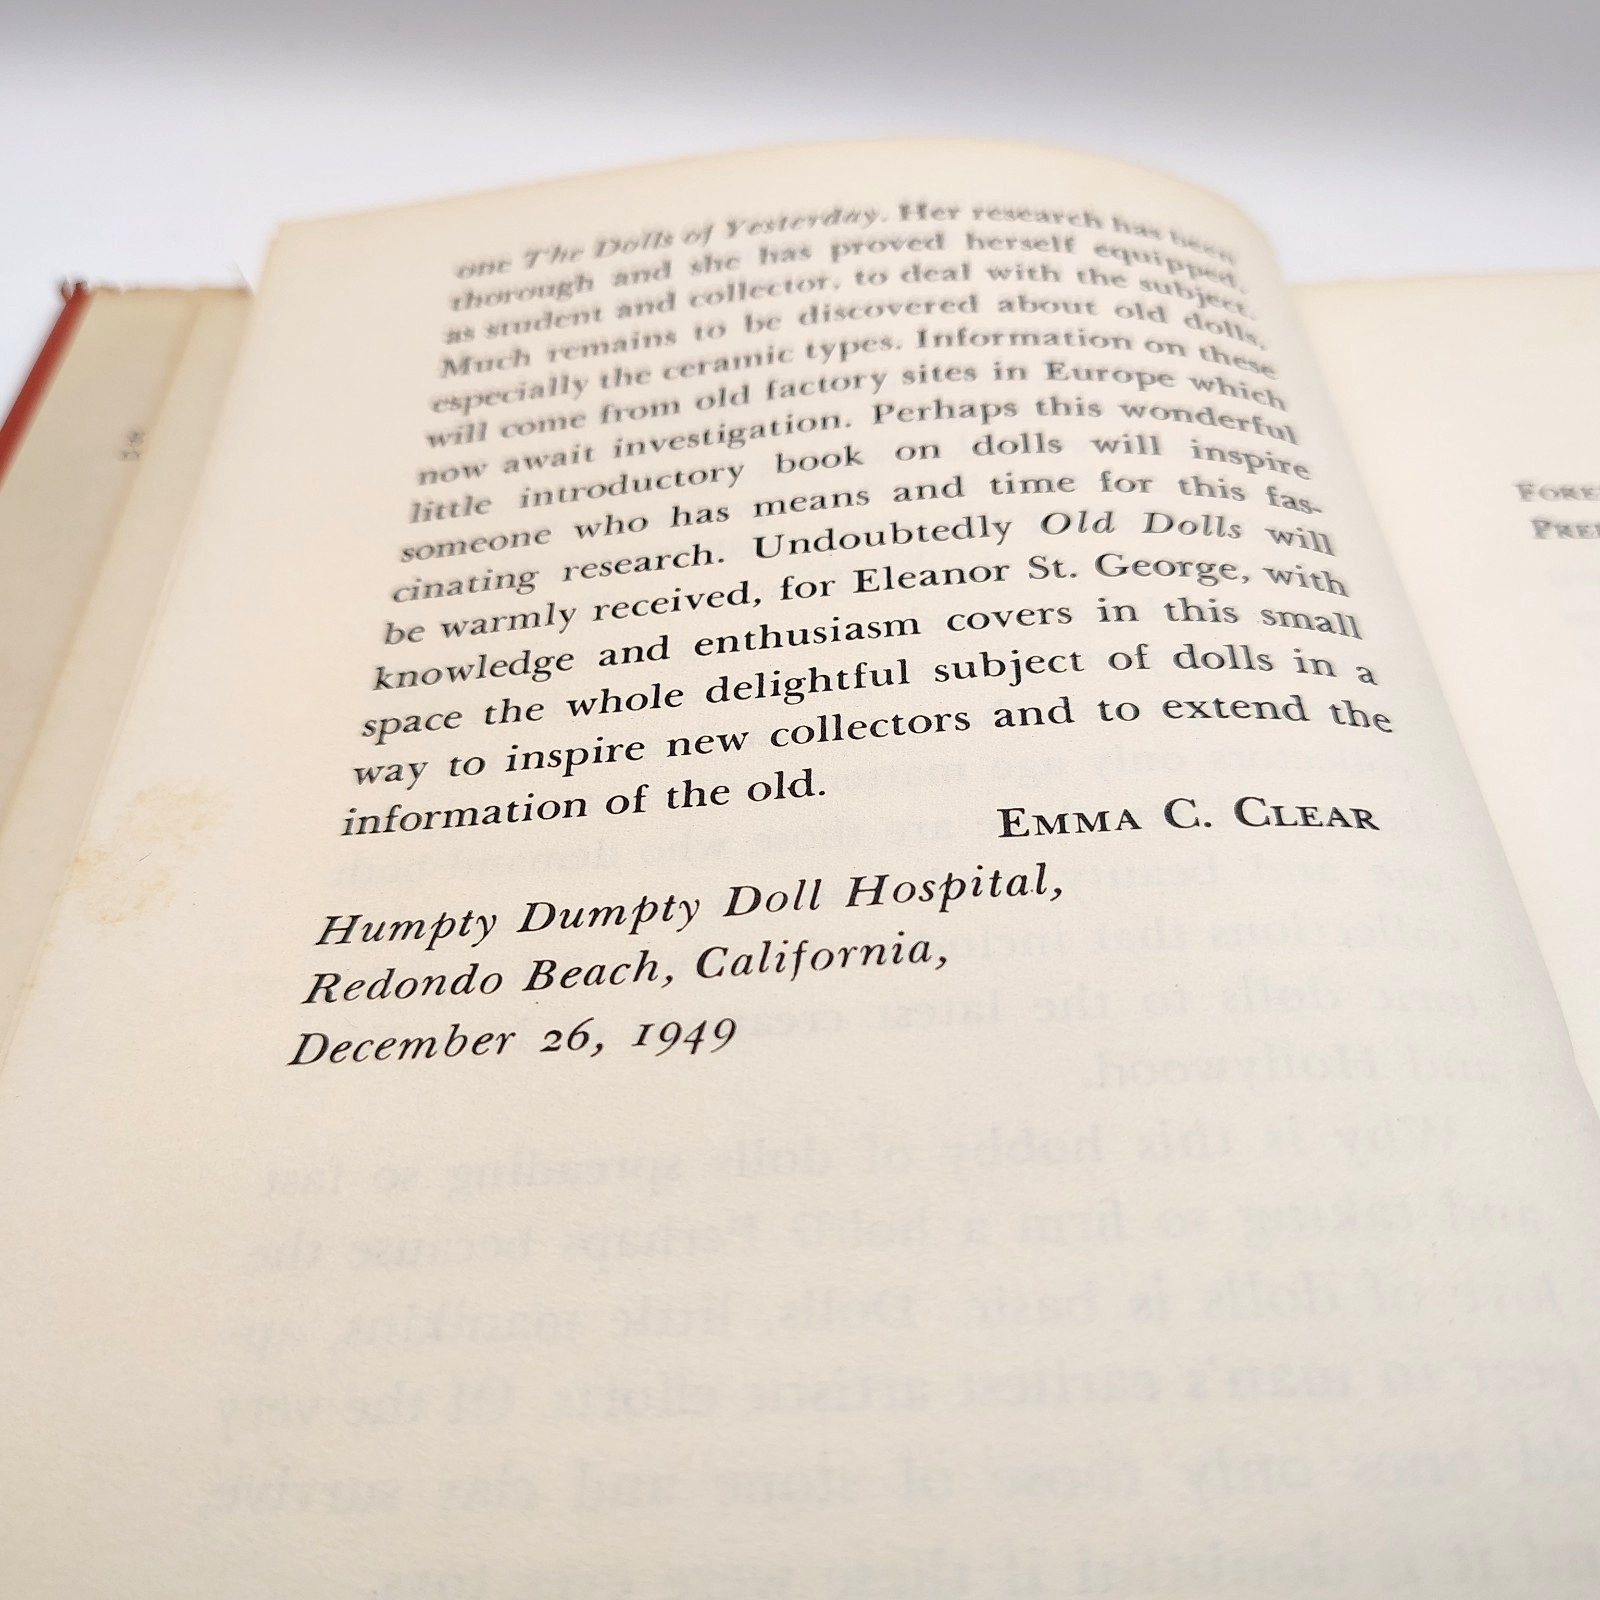 one The Dolls of Yesterday. Her research has been
thorough and she has proved herself equipped,
as student and collector, to deal with the subject.
Much remains to be discovered about old dolls,
especially the ceramic types. Information on these
will come from old factory sites in Europe which
now await investigation. Perhaps this wonderful
little introductory book on dolls will inspire
someone who has means and time for this fas-
cinating research. Undoubtedly Old Dolls will
be warmly received, for Eleanor St. George, with
knowledge and enthusiasm covers in this small
space the whole delightful subject of dolls in a
way to inspire new collectors and to extend the
information of the old.
EMMA C. CLEAR
Humpty Dumpty Doll Hospital,
Redondo Beach, California,
December 26, 1949
FORE
PRE